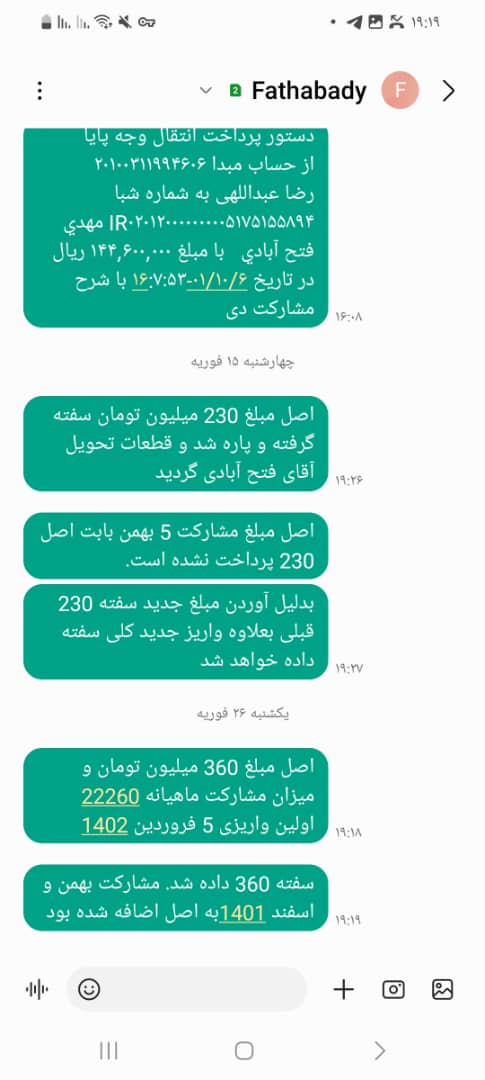 ۱۹:۱۹
Fathabady
2
F
دستور پرداخت انتقال وجه پایا
از حساب مبدا ۲۰۱۰۰۳۱۱۹۹۴۶۰۶
رضا عبداللهی به شماره شبا
IR۰۲۰۱۲۰۰۰۰۰۰۰۰۰۵۱۷۵۱۵۵۸۹۴ مهدي
فتح آبادي با مبلغ ۱۴۴,۶۰۰,۰۰۰ ریال
در تاریخ ۰۱/۱۰/۶-۱۶:۷:۵۳ با شرح
مشارکت دی
۱۶:۰۸
چهارشنبه ۱۵ فوریه
اصل مبلغ 230 میلیون تومان سفته
گرفته و پاره شد و قطعات تحویل
آقای فتح آبادی گردید
۱۹:۲۶
اصل مبلغ مشارکت 5 بهمن بابت اصل
230 پرداخت نشده است.
بدلیل آوردن مبلغ جدید سفته 230
قبلی بعلاوه واریز جدید کلی سفته
داده خواهد شد
۱۹:۲۷
یکشنبه ۲۶ فوریه
اصل مبلغ 360 میلیون تومان و
میزان مشارکت ماهیانه 22260
اولین واریزی 5 فروردین 1402
۱۹:۱۸
سفته 360 داده شد. مشارکت بهمن و
اسفند 1401به اصل اضافه شده بود
۱۹:۱۹